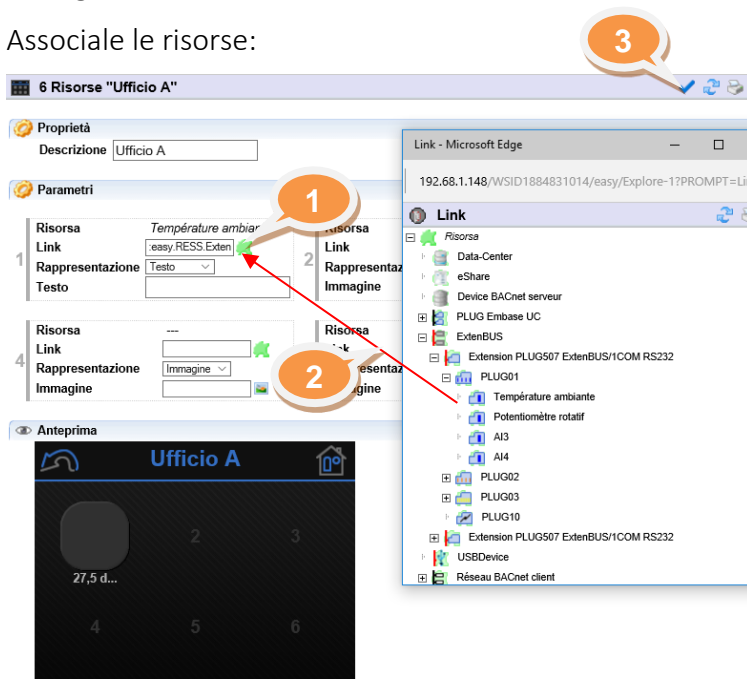 Associale le risorse:
3
6 Risorse "Ufficio A"
Proprietà
Descrizione Ufficio A
Parametri
1
Risorsa Température ambiar
Link :easy.RESS.Exten
1 Rappresentazione Testo
Testo
Risorsa
Link
2 Rappresentaz
Immagine
Risorsa ---
Link
4 Rappresentazione Immagine
Immagine
Risorsa
2
esentaz
gine
Anteprima
Ufficio A
2 3
27,5 d...
4 5 6
Link - Microsoft Edge
192.68.1.148/WSID1884831014/easy/Explore-1?PROMPT=Li
Link
Risorsa
Data-Center
eShare
Device BACnet serveur
PLUG Embase UC
ExtenBUS
Extension PLUG507 ExtenBUS/1COM RS232
PLUG01
Température ambiante
Potentiomètre rotatif
AI3
AI4
PLUG02
PLUG03
PLUG10
Extension PLUG507 ExtenBUS/1COM RS232
USBDevice
Réseau BACnet client